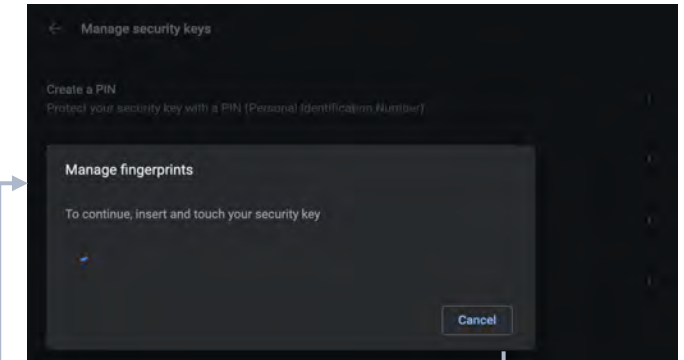 Manage security keys
Create a PIN
Protect your security key with a PIN (Personal Identification Number)
Manage fingerprints
To continue, insert and touch your security key
Cancel